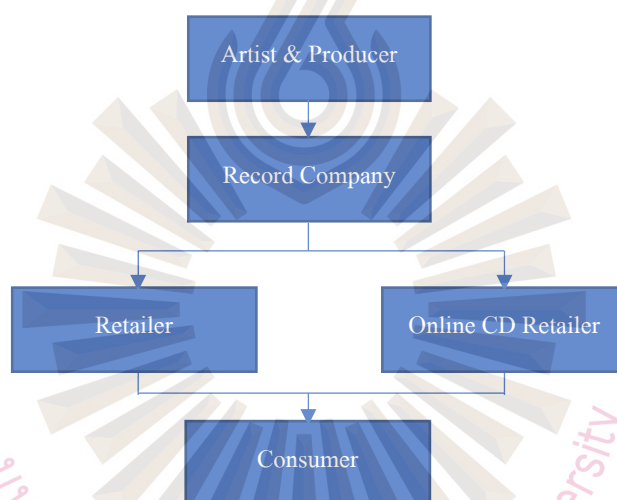 Artist & Producer
Record Company
Retailer
Online CD Retailer
Consumer